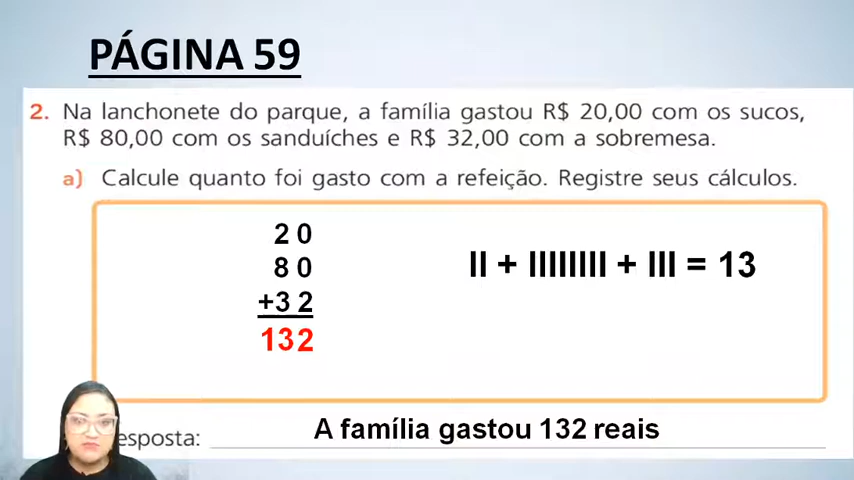 PÁGINA 59
2. Na lanchonete do parque, a família gastou R$ 20,00 com os sucos,
R$ 80,00 com os sanduíches e R$ 32,00 com a sobremesa.
a) Calcule quanto foi gasto com a refeição. Registre seus cálculos.
2 0
8 0
+3 2
132
II + IIIIIIII + III = 13
esposta: A família gastou 132 reais